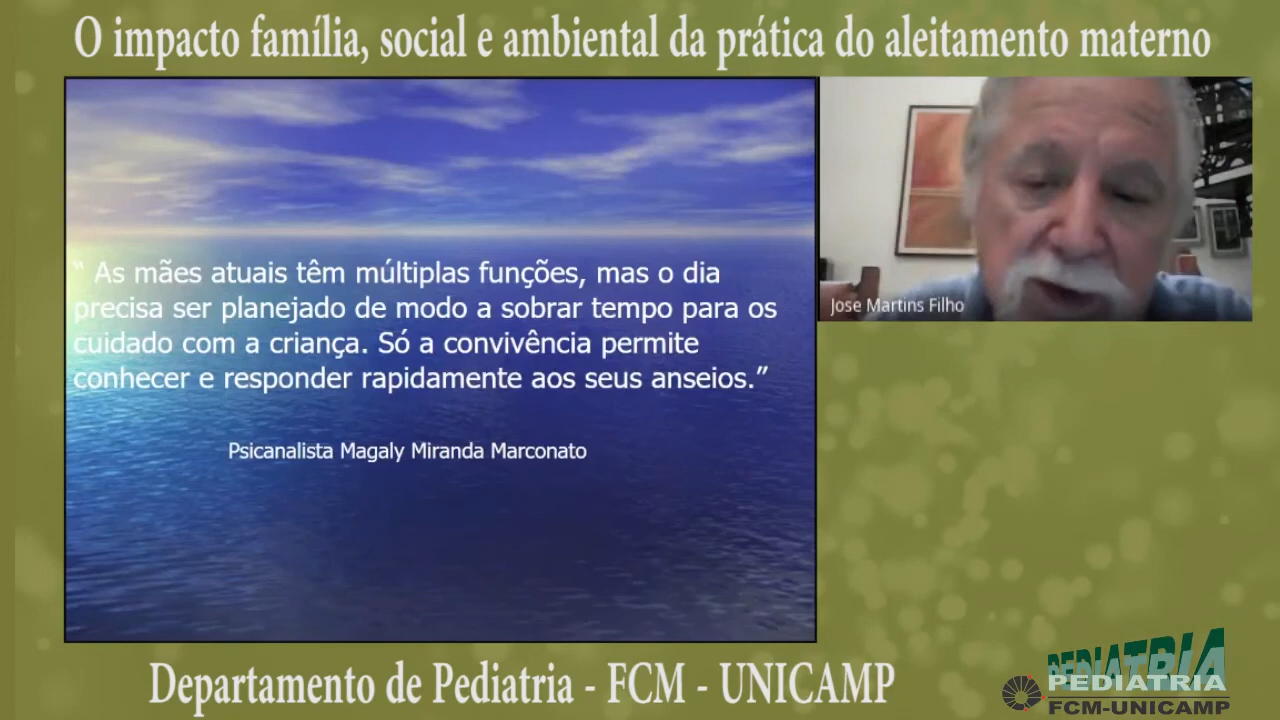 O impacto família, social e ambiental da prática do aleitamento materno
“ As mães atuais têm múltiplas funções, mas o dia
precisa ser planejado de modo a sobrar tempo para os
cuidado com a criança. Só a convivência permite
conhecer e responder rapidamente aos seus anseios.”
Psicanalista Magaly Miranda Marconato
Jose Martins Filho
Departamento de Pediatria - FCM - UNICAMP
PEDIATRIA
PEDIATRIA
FCM-UNICAMP